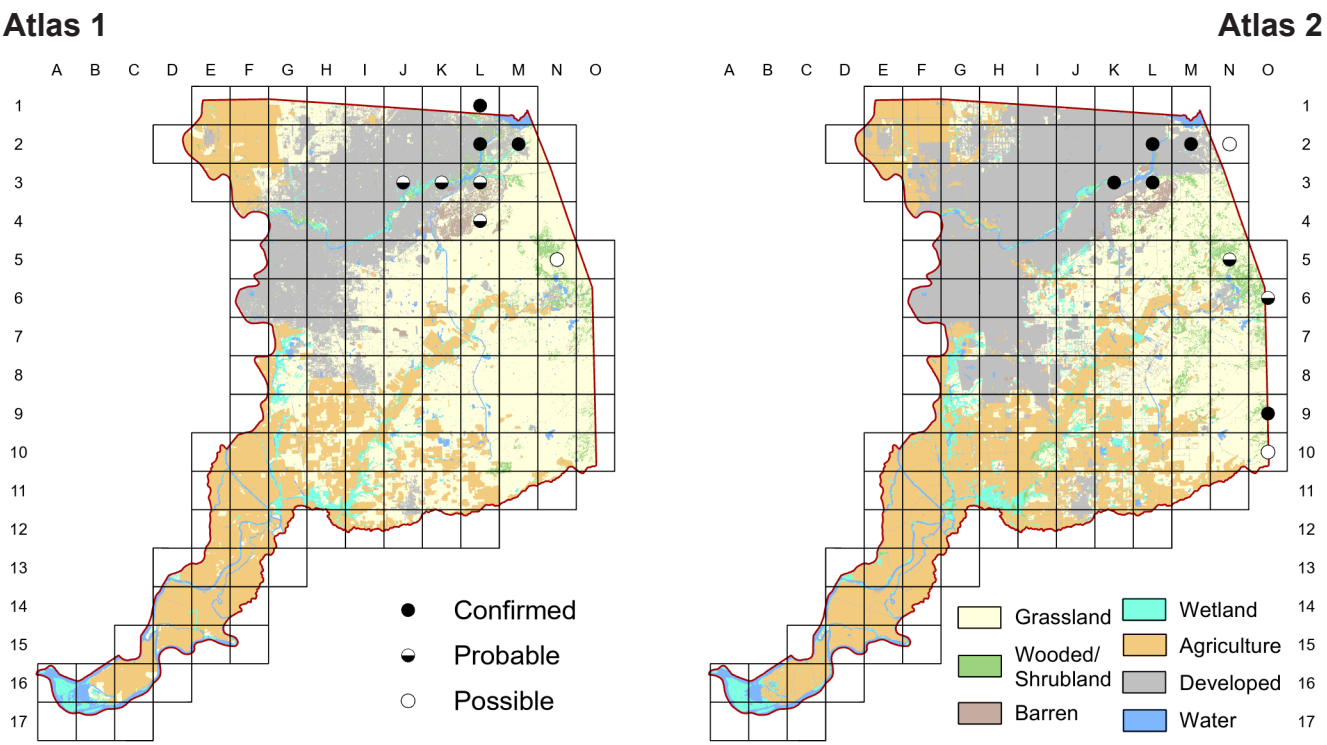 Atlas 1
Atlas 2
A B C D E F G H I J K L M N O
A B C D E F G H I J K L M N O
1
2
3
4
5
6
7
8
9
10
11
12
13
14
15
16
17
1
2
3
4
5
6
7
8
9
10
11
12
13
14
15
16
17
Confirmed
Probable
Possible
Grassland
Wooded/
Shrubland
Barren
Wetland
Agriculture
Developed
Water